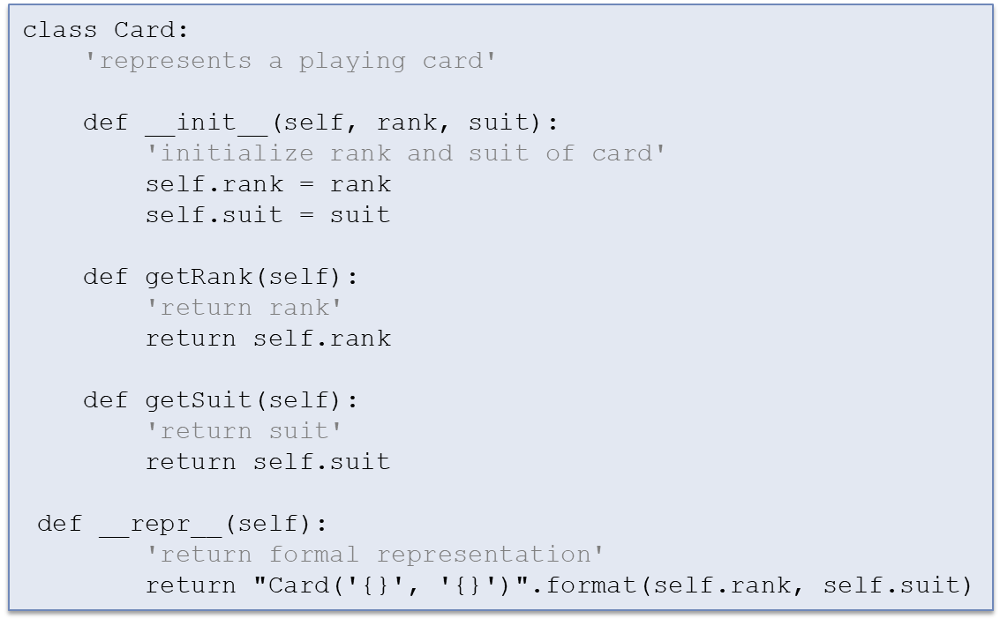 class Card:
    'represents a playing card'

    def __init__(self, rank, suit):
        'initialize rank and suit of card'
        self.rank = rank
        self.suit = suit

    def getRank(self):
        'return rank'
        return self.rank

    def getSuit(self):
        'return suit'
        return self.suit

 def __repr__(self):
        'return formal representation'
        return "Card('{}', '{}')".format(self.rank, self.suit)